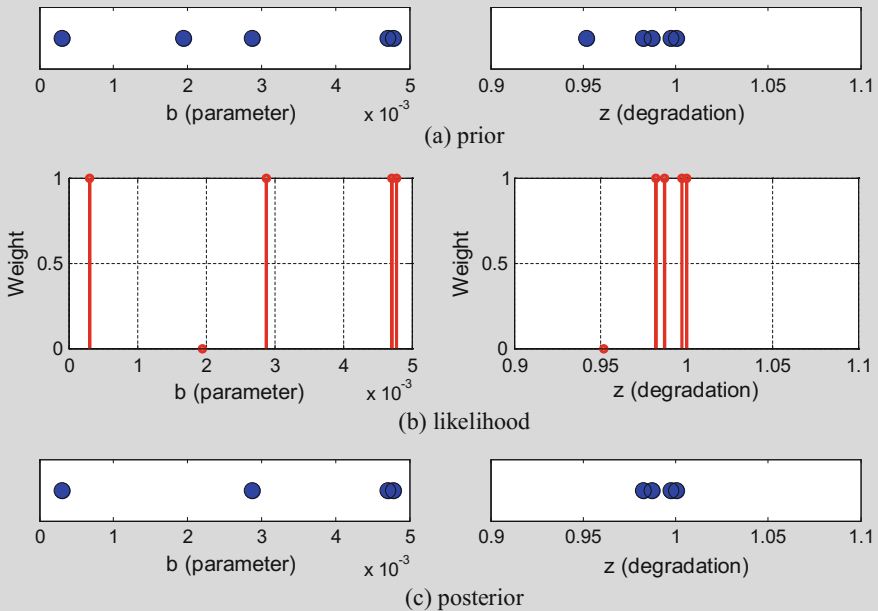 0 1 2 3 4 5
b (parameter)
x 10⁻³
0.9 0.95 1 1.05 1.1
z (degradation)
(a) prior
Weight
1
0.5
0
0 1 2 3 4 5
b (parameter)
x 10⁻³
1
0.5
0
0.9 0.95 1 1.05 1.1
z (degradation)
(b) likelihood
0 1 2 3 4 5
b (parameter)
x 10⁻³
0.9 0.95 1 1.05 1.1
z (degradation)
(c) posterior